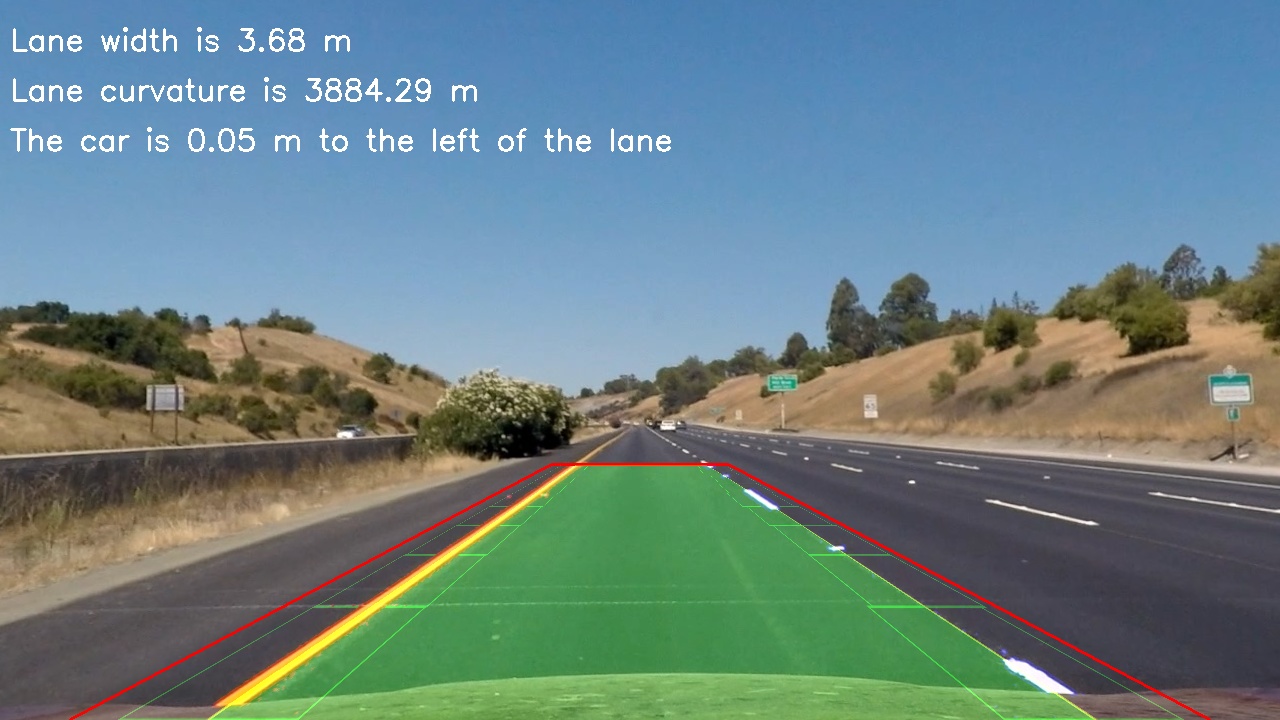 Lane width is 3.68 m
Lane curvature is 3884.29 m
The car is 0.05 m to the left of the lane